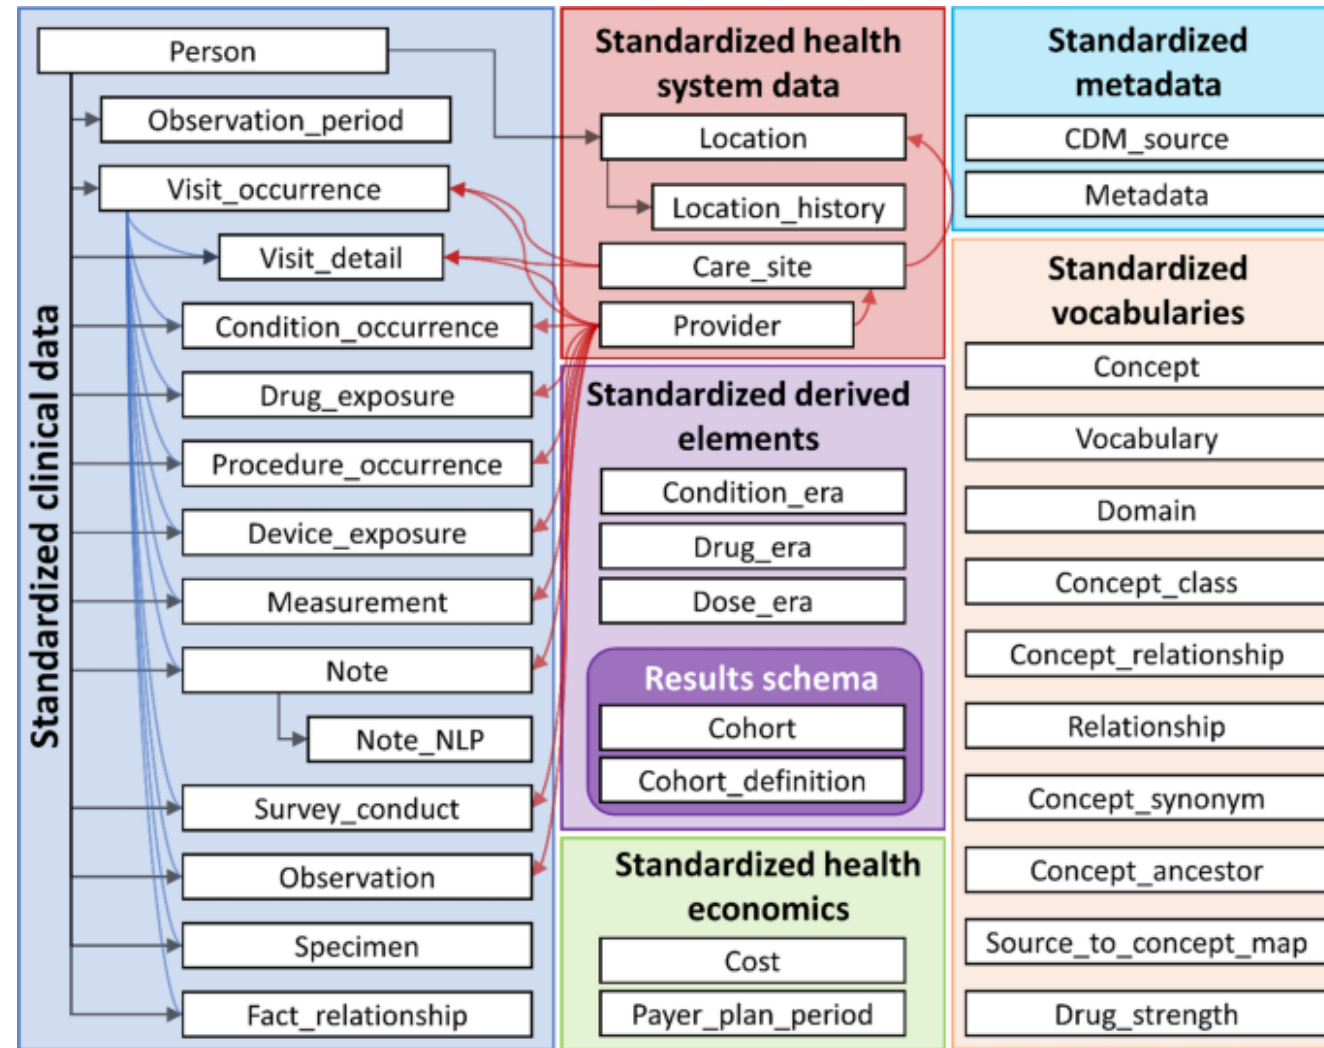 Standardized clinical data
Person
Observation_period
Visit_occurrence
Visit_detail
Condition_occurrence
Drug_exposure
Procedure_occurrence
Device_exposure
Measurement
Note
Note_NLP
Survey_conduct
Observation
Specimen
Fact_relationship
Standardized health
system data
Location
Location_history
Care_site
Provider
Standardized derived
elements
Condition_era
Drug_era
Dose_era
Results schema
Cohort
Cohort_definition
Standardized health
economics
Cost
Payer_plan_period
Standardized
metadata
CDM_source
Metadata
Standardized
vocabularies
Concept
Vocabulary
Domain
Concept_class
Concept_relationship
Relationship
Concept_synonym
Concept_ancestor
Source_to_concept_map
Drug_strength